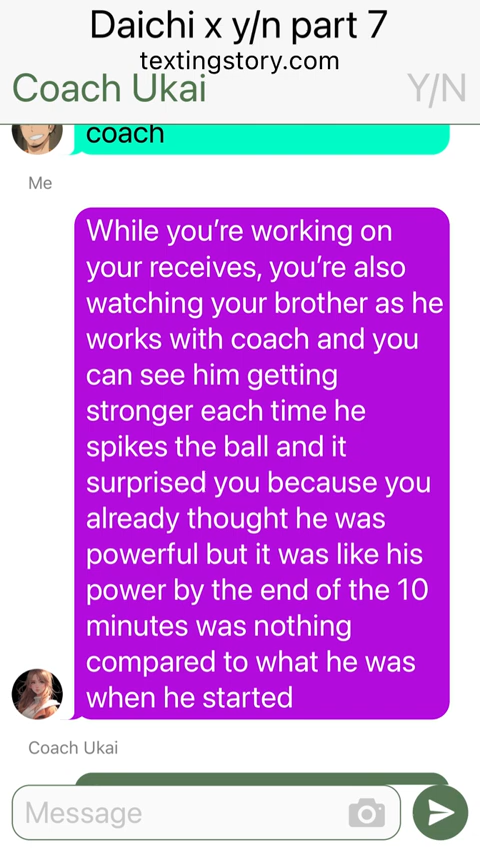 Daichi x y/n part 7
textingstory.com
Coach Ukai
Y/N
coach
Me
While you’re working on
your receives, you’re also
watching your brother as he
works with coach and you
can see him getting
stronger each time he
spikes the ball and it
surprised you because you
already thought he was
powerful but it was like his
power by the end of the 10
minutes was nothing
compared to what he was
when he started
Coach Ukai
Message